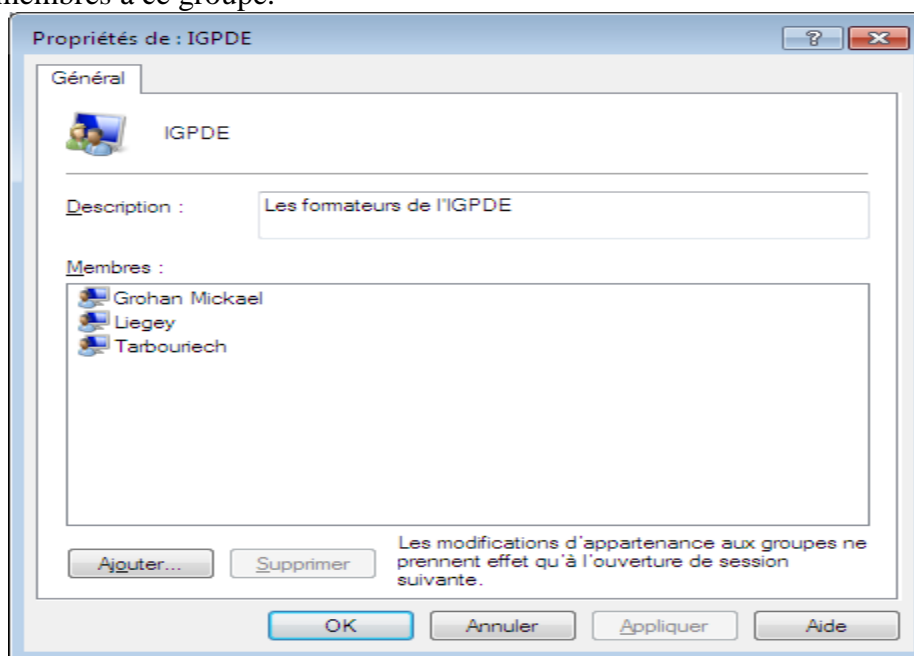 membres à ce groupe.
Propriétés de : IGPDE
Général
IGPDE
Description :
Les formateurs de l'IGPDE
Membres :
Grohan Mickael
Liegey
Tarbouriech
Ajouter...
Supprimer
Les modifications d'appartenance aux groupes ne
prennent effet qu'à l'ouverture de session
suivante.
OK
Annuler
Appliquer
Aide